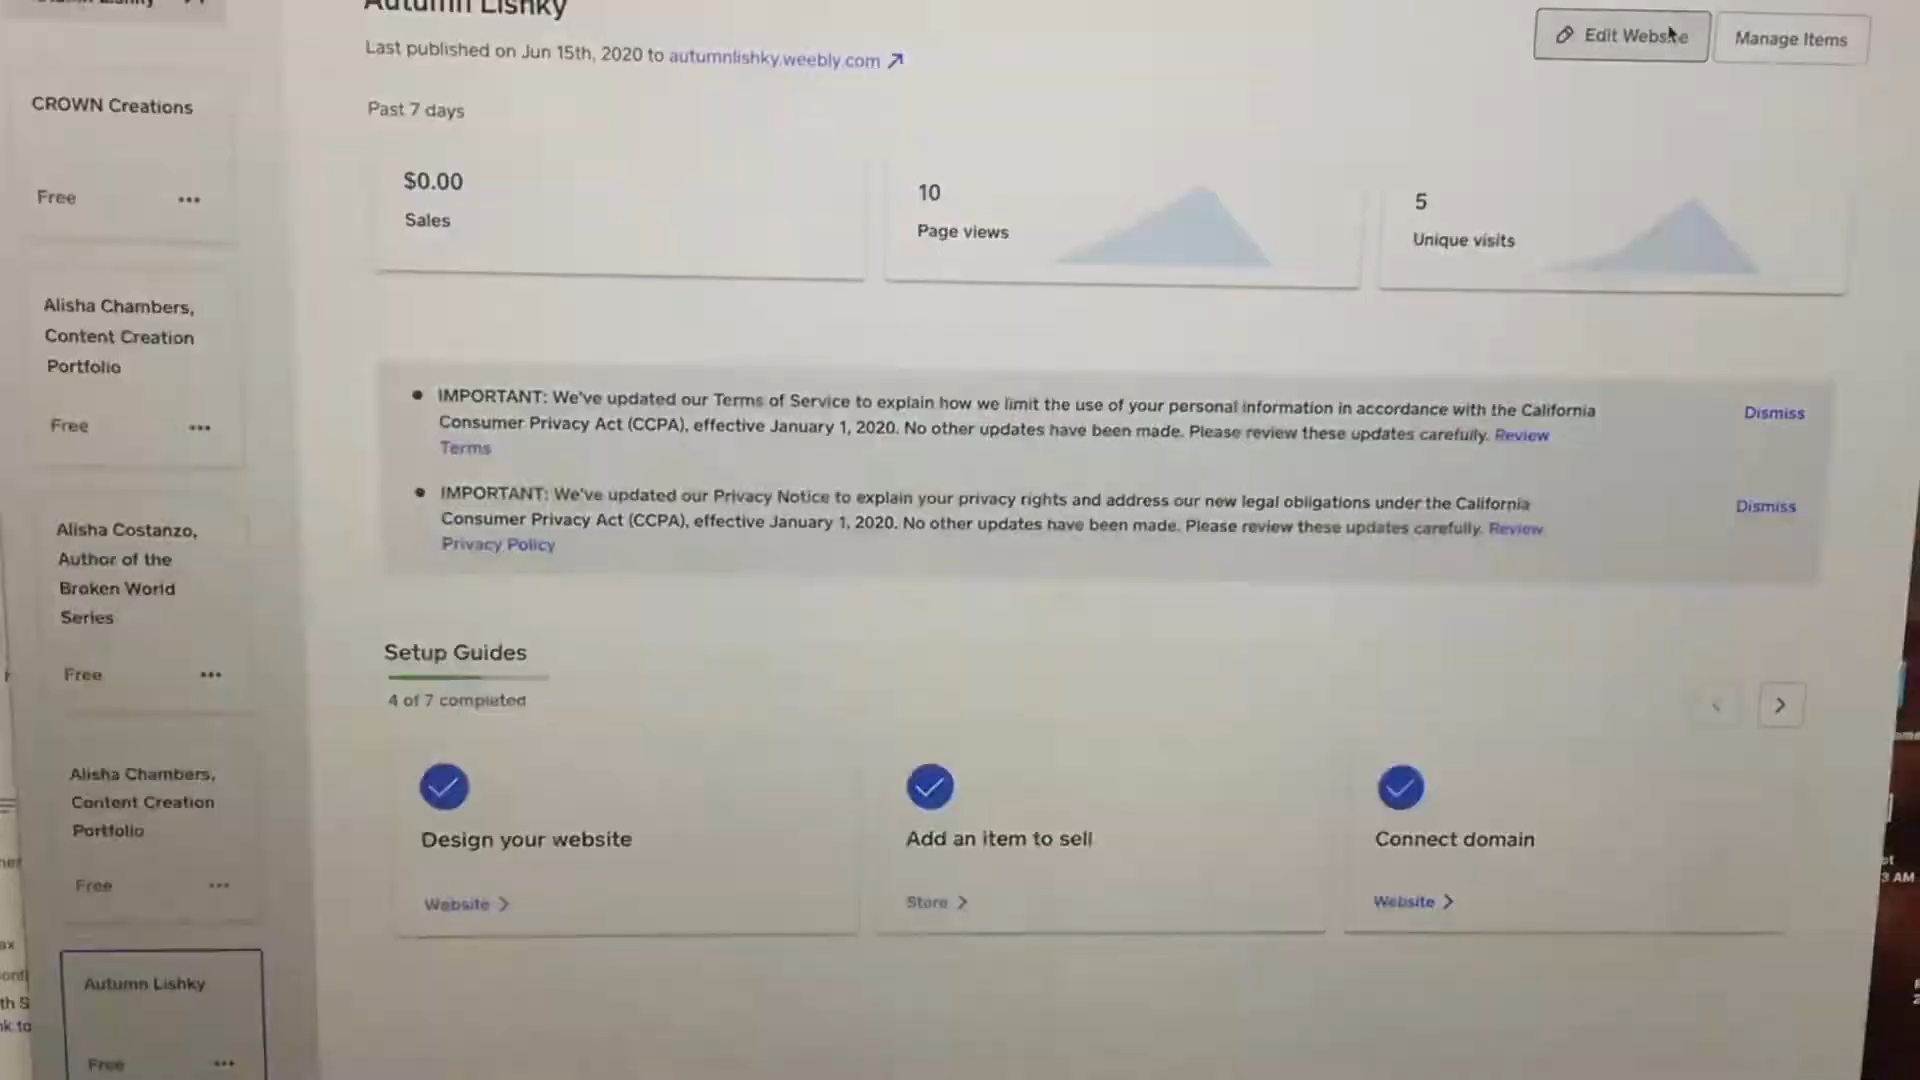 Autumn Lishky
Last published on Jun 15th, 2020 to autumnlishky.weebly.com
Edit Website
Manage Items
Past 7 days
$0.00
Sales
10
Page views
5
Unique visits
IMPORTANT: We've updated our Terms of Service to explain how we limit the use of your personal information in accordance with the California
Consumer Privacy Act (CCPA), effective January 1, 2020. No other updates have been made. Please review these updates carefully. Review
Terms
Dismiss
IMPORTANT: We've updated our Privacy Notice to explain your privacy rights and address our new legal obligations under the California
Consumer Privacy Act (CCPA), effective January 1, 2020. No other updates have been made. Please review these updates carefully. Review
Privacy Policy
Dismiss
Setup Guides
4 of 7 completed
Design your website
Website
Add an item to sell
Store
Connect domain
Website
CROWN Creations
Free
Alisha Chambers,
Content Creation
Portfolio
Free
Alisha Costanzo,
Author of the
Broken World
Series
Free
Alisha Chambers,
Content Creation
Portfolio
Free
Autumn Lishky
Free
3 AM